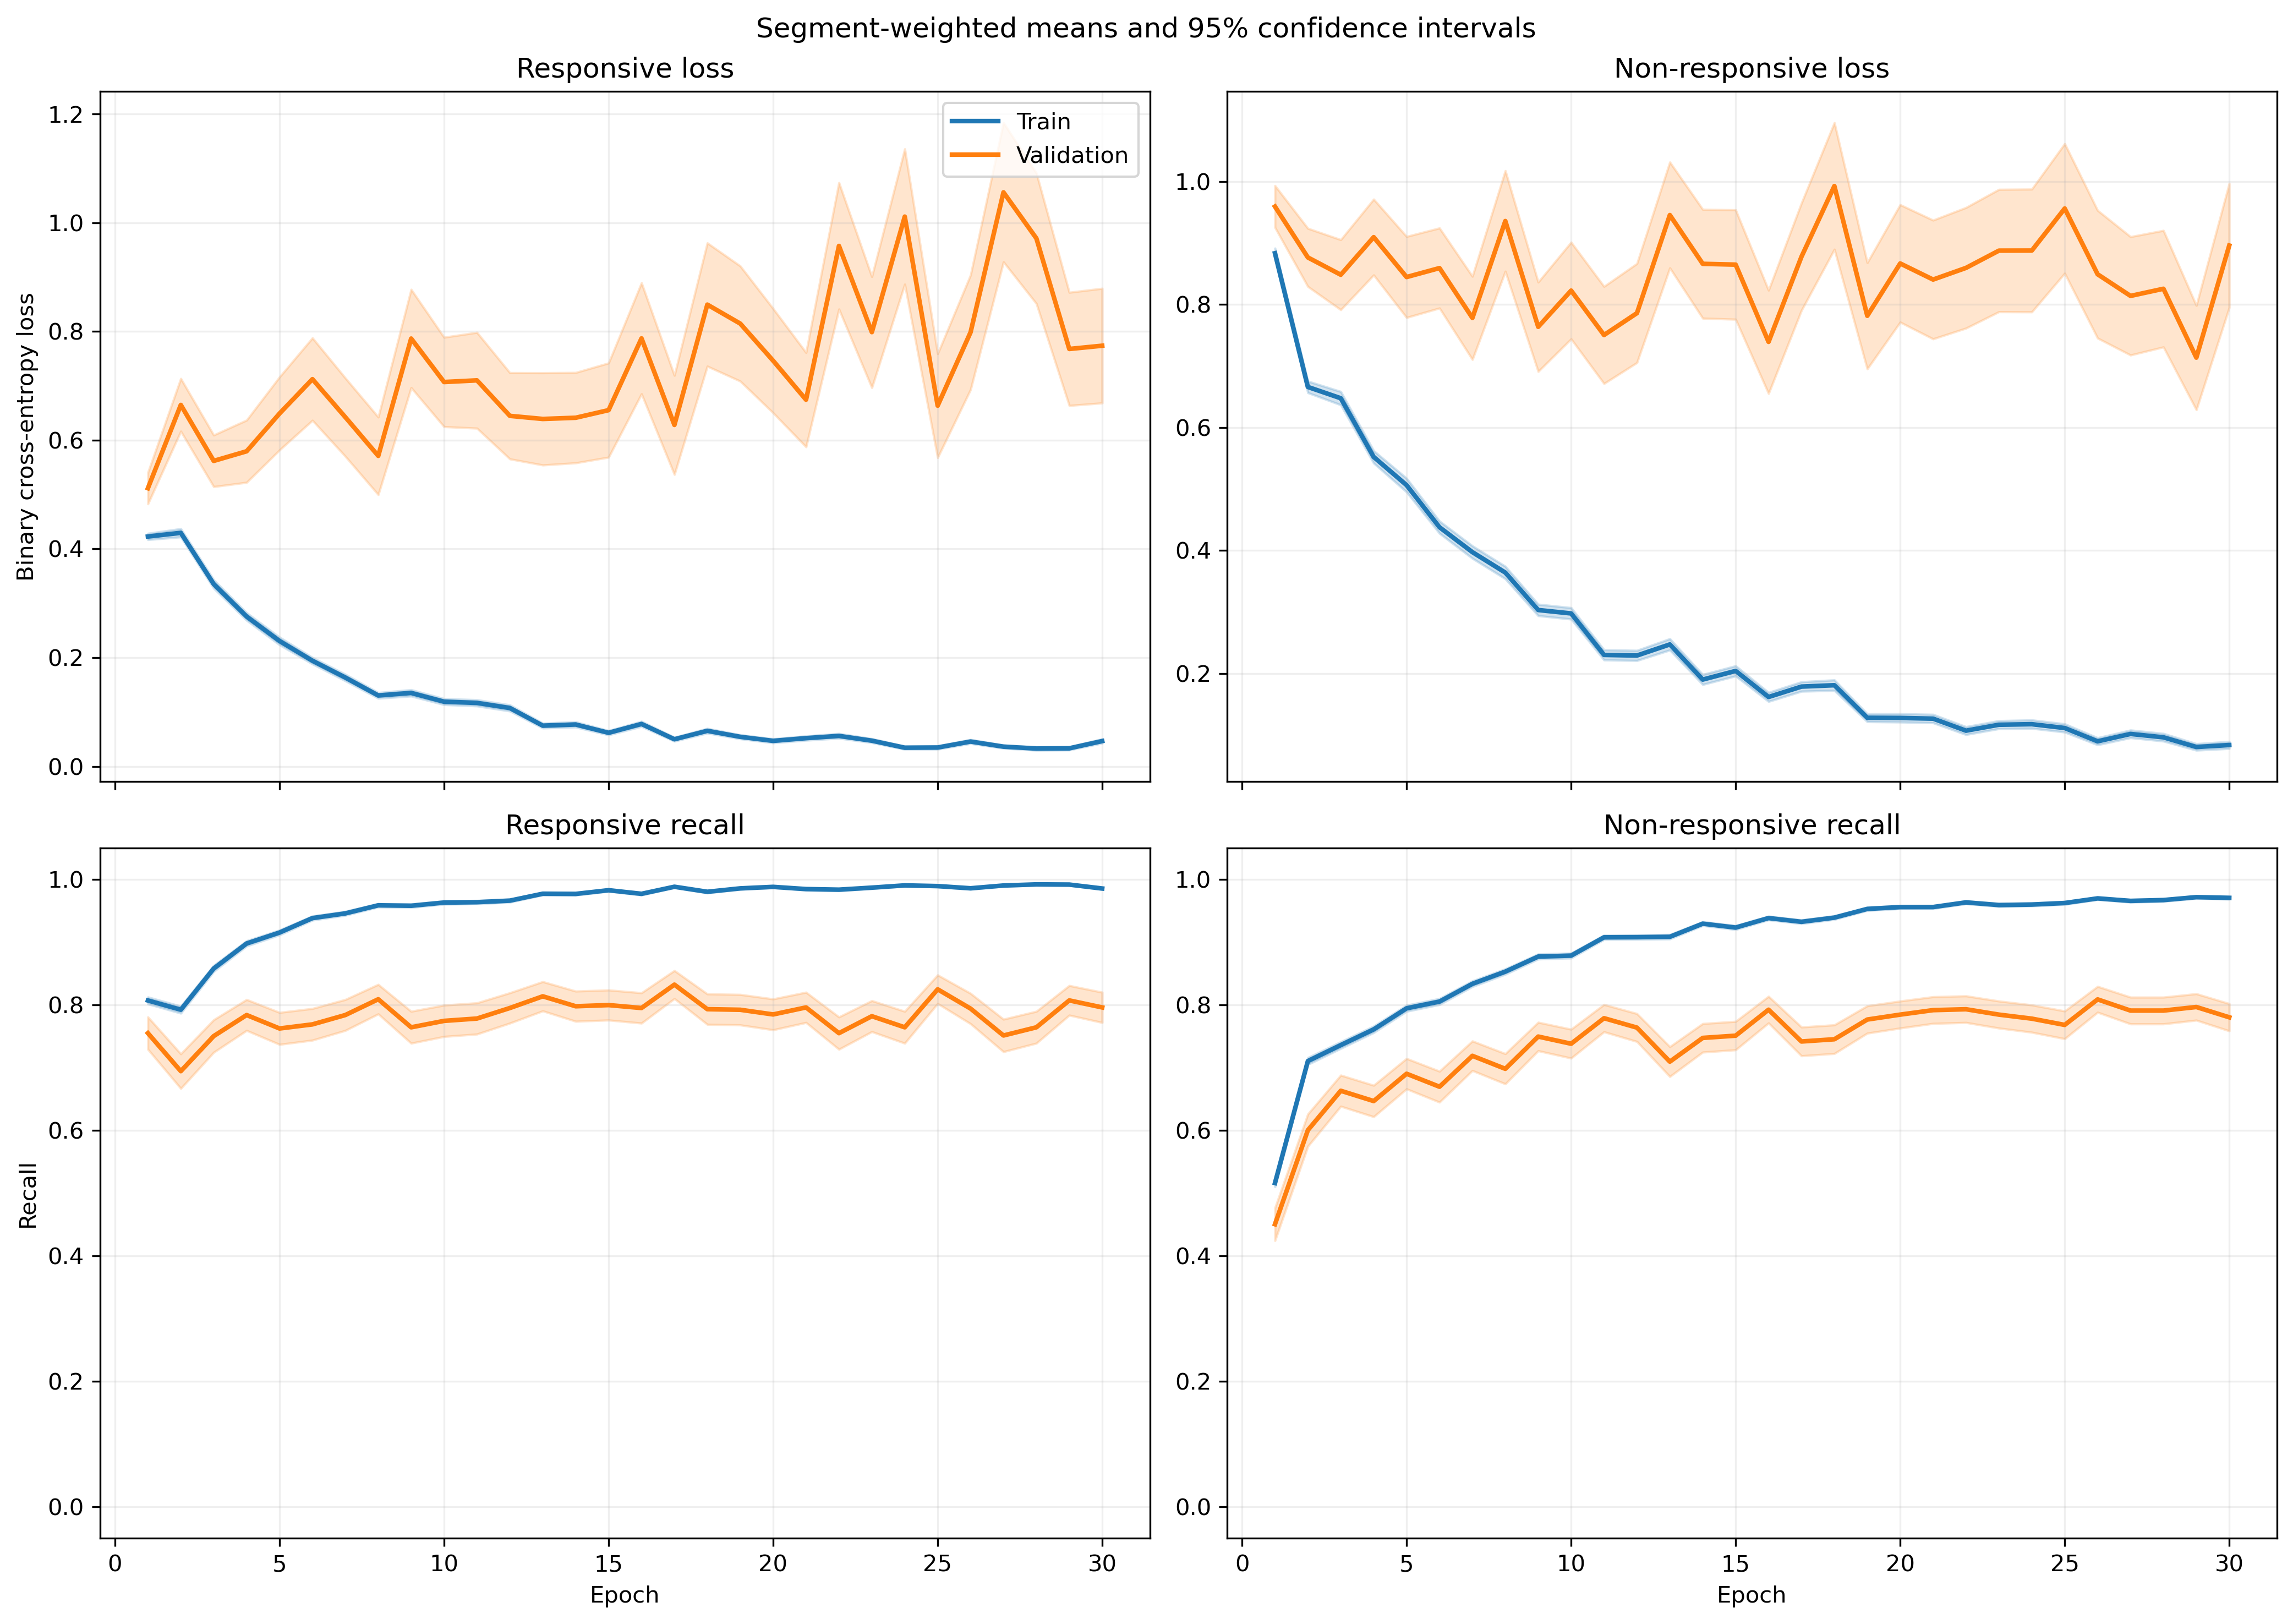 Segment-weighted means and 95% confidence intervals
Responsive loss
Binary cross-entropy loss
1.2
1.0
0.8
0.6
0.4
0.2
0.0
Train
Validation
Non-responsive loss
1.0
0.8
0.6
0.4
0.2
Responsive recall
Recall
1.0
0.8
0.6
0.4
0.2
0.0
0 5 10 15 20 25 30
Epoch
Non-responsive recall
1.0
0.8
0.6
0.4
0.2
0.0
0 5 10 15 20 25 30
Epoch